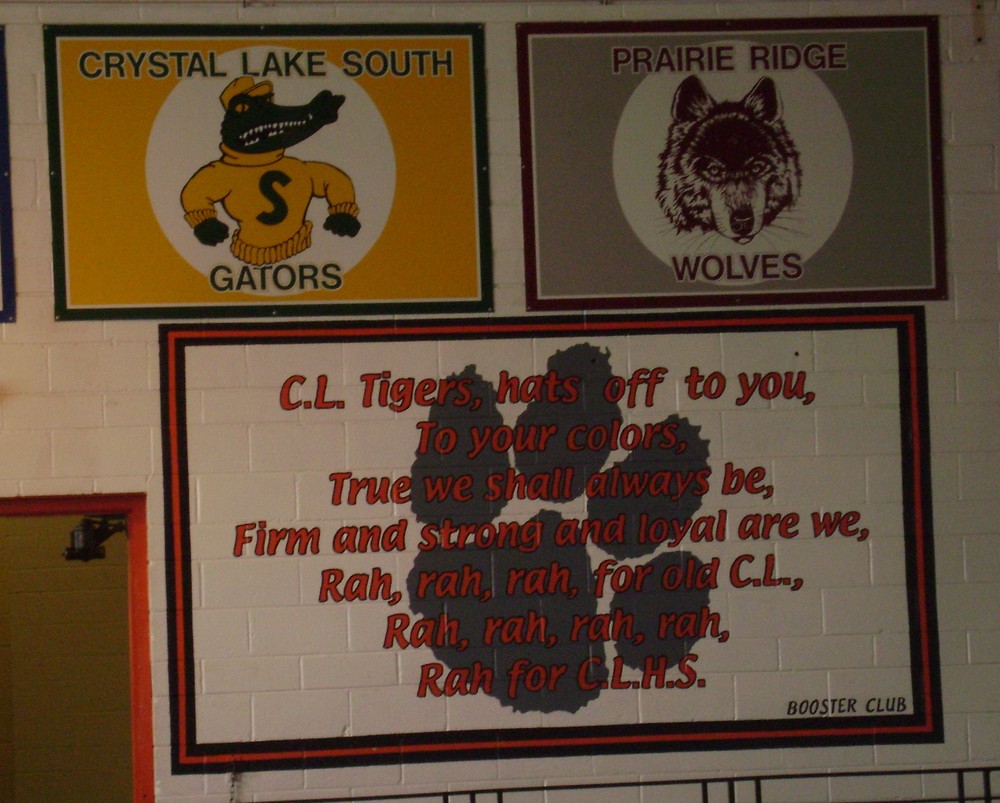 CRYSTAL LAKE SOUTH
S
GATORS
PRAIRIE RIDGE
WOLVES
C.L. Tigers, hats off to you,
To your colors,
True we shall always be,
Firm and strong and loyal are we,
Rah, rah, rah, for old C.L.,
Rah, rah, rah, rah,
Rah for C.L.H.S.
BOOSTER CLUB